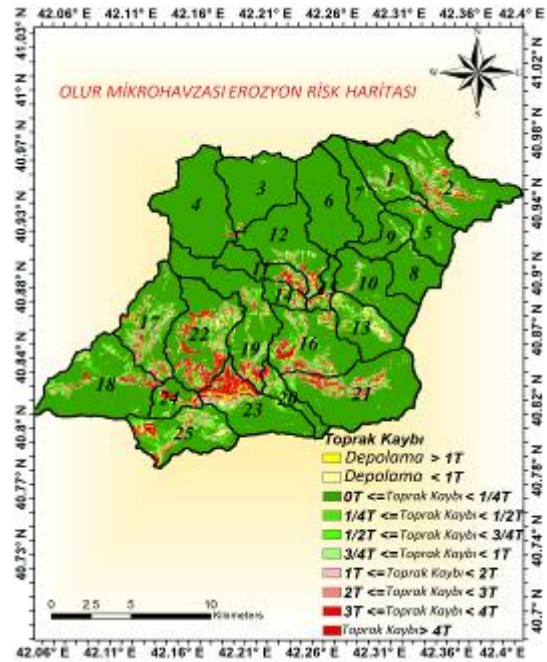 42.06° E 42.11° E 42.16° E 42.21° E 42.26° E 42.32° E 42.36° E 42.4° E
41.03° N
41.02° N
OLUR MİKROHAVZASI EROZYON RİSK HARİTASI
N
W
E
S
41° N
40.97° N
40.98° N
40.93° N
40.94° N
40.88° N
40.9° N
40.84° N
40.87° N
40.8° N
40.82° N
40.77° N
40.78° N
40.73° N
40.74° N
40.7° N
1
2
3
4
5
6
7
8
9
10
12
13
14
16
17
18
19
20
21
22
23
24
25
Toprak Kaybı
Depolama > 1T
Depolama < 1T
0T <=Toprak Kaybı < 1/4T
1/4T <=Toprak Kaybı < 1/2T
1/2T <=Toprak Kaybı < 3/4T
3/4T <=Toprak Kaybı < 1T
1T <=Toprak Kaybı < 2T
2T <=Toprak Kaybı < 3T
3T <=Toprak Kaybı < 4T
Toprak Kaybı > 4T
0 2.5 5 10
Kilometers
42.06° E 42.11° E 42.16° E 42.21° E 42.26° E 42.32° E 42.36° E 42.4° E